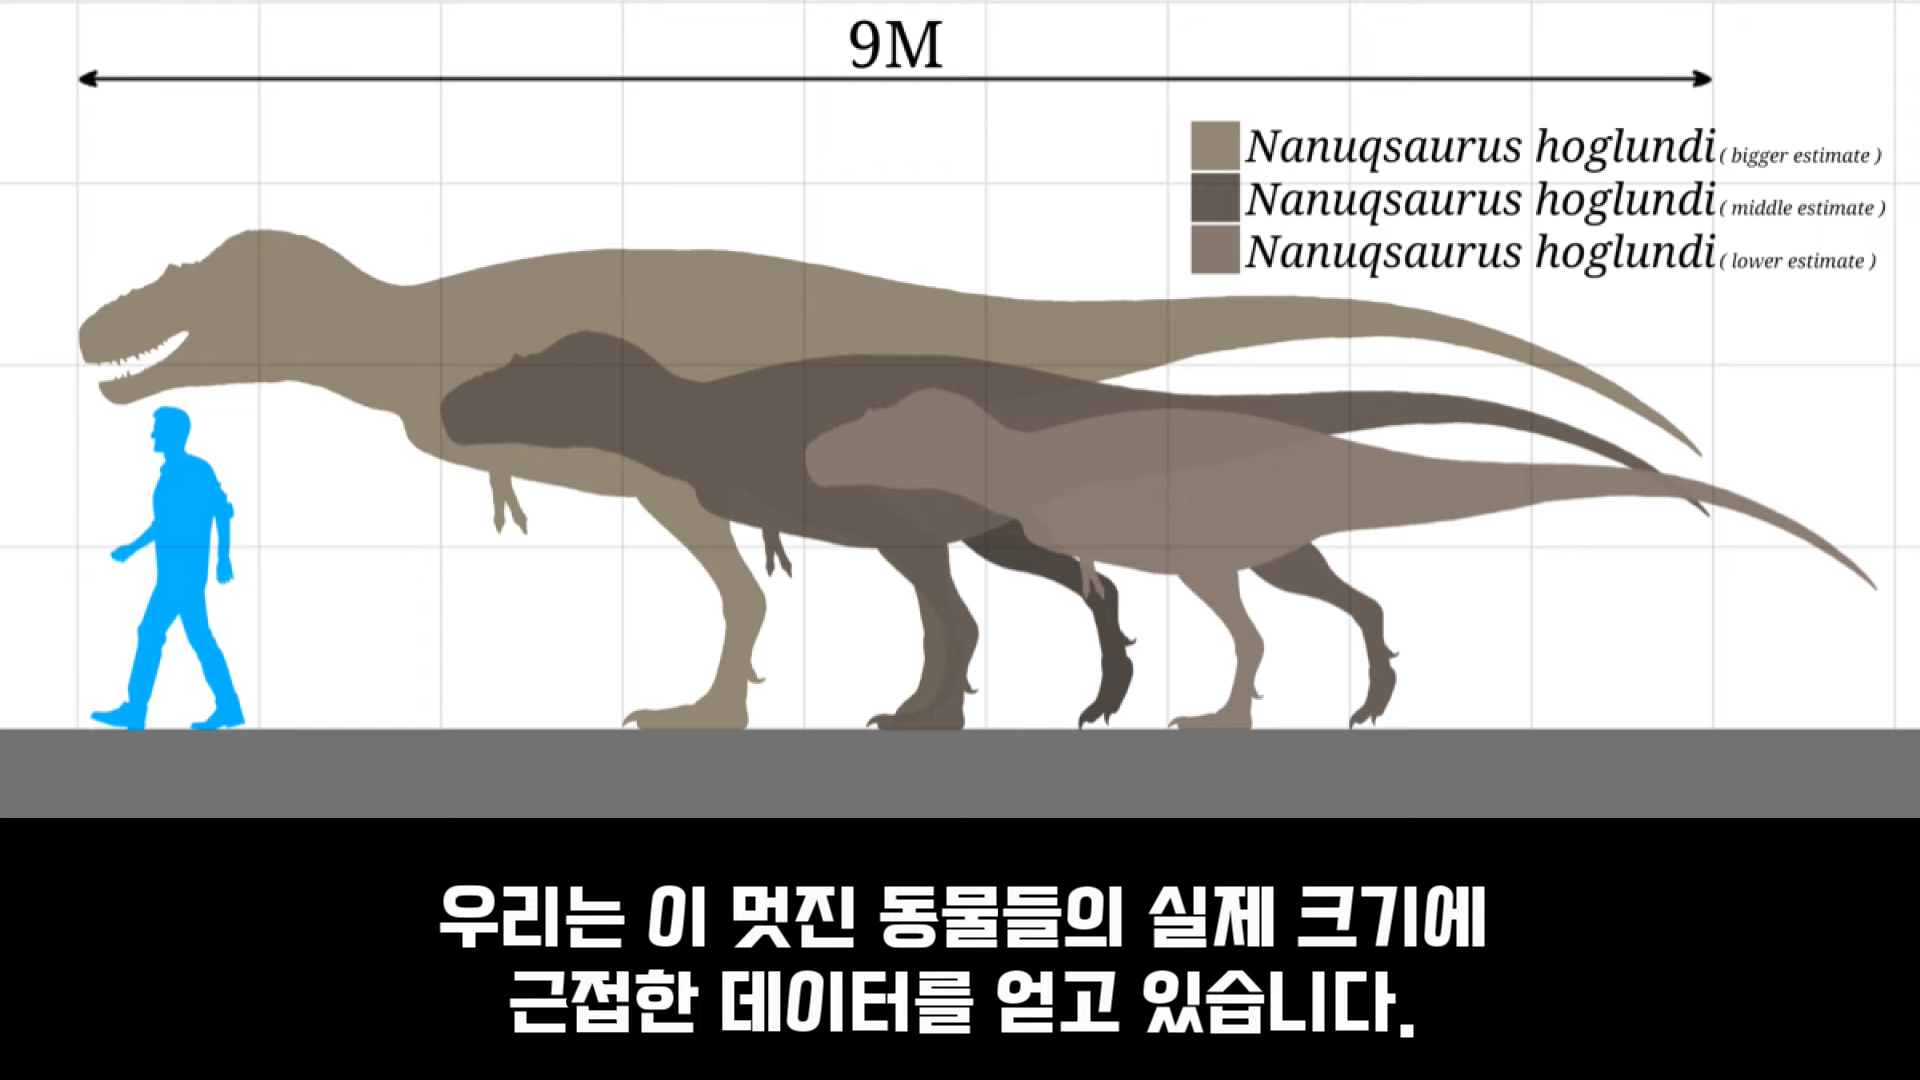 9M
Nanuqsaurus hoglundi ( bigger estimate )
Nanuqsaurus hoglundi ( middle estimate )
Nanuqsaurus hoglundi ( lower estimate )
우리는 이 멋진 동물들의 실제 크기에
근접한 데이터를 얻고 있습니다.